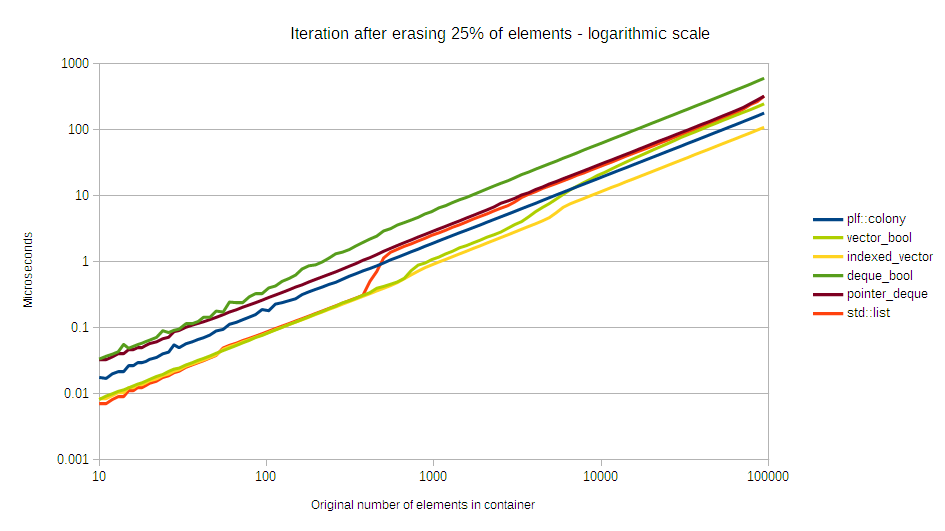 Iteration after erasing 25% of elements - logarithmic scale
1000
100
10
1
0.1
0.01
0.001
Microseconds
10
100
1000
10000
100000
Original number of elements in container
plf::colony
vector_bool
indexed_vector
deque_bool
pointer_deque
std::list